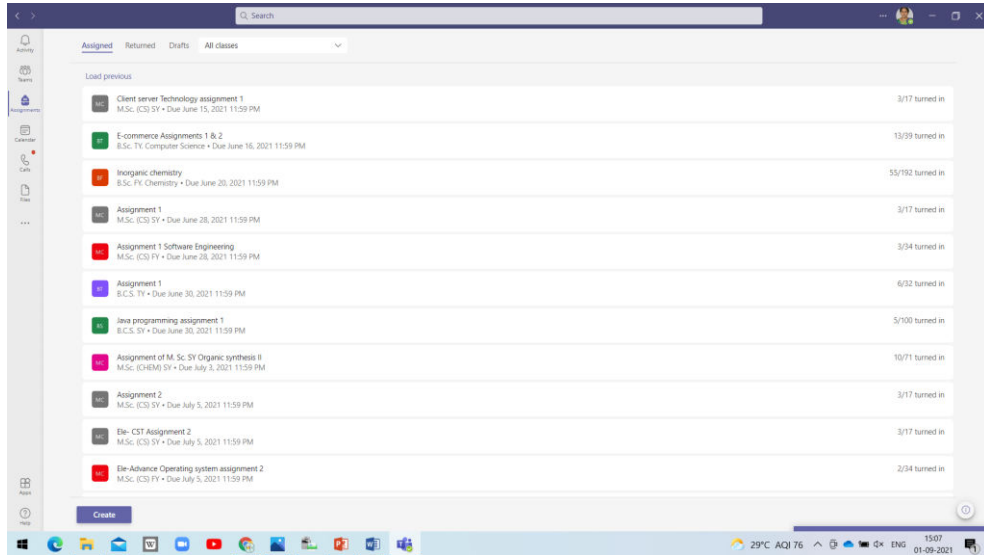 Search
Activity
Teams
Assignments
Calendar
Calls
Files
Apps
Help
Assigned Returned Drafts All classes
Load previous
MC Client server Technology assignment 1 3/17 turned in
M.Sc. (CS) SY • Due June 15, 2021 11:59 PM
BT E-commerce Assignments 1 & 2 13/39 turned in
B.Sc. TY. Computer Science • Due June 16, 2021 11:59 PM
BF Inorganic chemistry 55/192 turned in
B.Sc. FY. Chemistry • Due June 20, 2021 11:59 PM
MC Assignment 1 3/17 turned in
M.Sc. (CS) SY • Due June 28, 2021 11:59 PM
MC Assignment 1 Software Engineering 3/34 turned in
M.Sc. (CS) FY • Due June 28, 2021 11:59 PM
BT Assignment 1 6/32 turned in
B.C.S. TY • Due June 30, 2021 11:59 PM
BS Java programming assignment 1 5/100 turned in
B.C.S. SY • Due June 30, 2021 11:59 PM
MC Assignment of M. Sc. SY Organic synthesis II 10/71 turned in
M.Sc. (CHEM) SY • Due July 3, 2021 11:59 PM
MC Assignment 2 3/17 turned in
M.Sc. (CS) SY • Due July 5, 2021 11:59 PM
MC Ele- CST Assignment 2 3/17 turned in
M.Sc. (CS) SY • Due July 5, 2021 11:59 PM
MC Ele-Advance Operating system assignment 2 2/34 turned in
M.Sc. (CS) FY • Due July 5, 2021 11:59 PM
Create
29°C AQI 76 ENG 15:07
01-09-2021